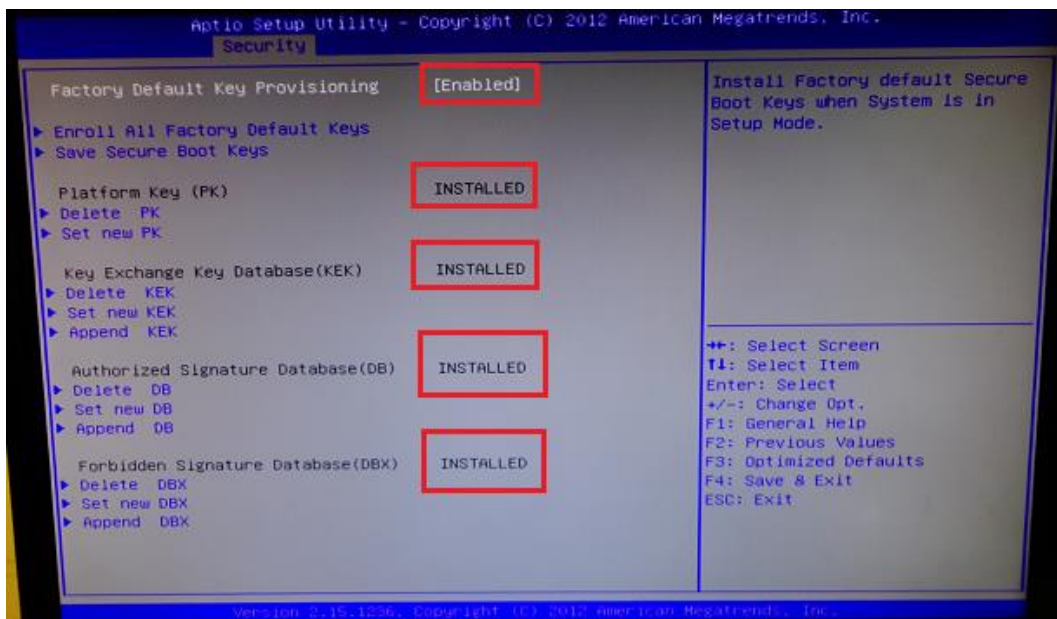 Aptio Setup Utility - Copyright (C) 2012 American Megatrends, Inc.
Security
Factory Default Key Provisioning [Enabled]
► Enroll All Factory Default Keys
► Save Secure Boot Keys
Platform Key (PK) INSTALLED
► Delete PK
► Set new PK
Key Exchange Key Database(KEK) INSTALLED
► Delete KEK
► Set new KEK
► Append KEK
Authorized Signature Database(DB) INSTALLED
► Delete DB
► Set new DB
► Append DB
Forbidden Signature Database(DBX) INSTALLED
► Delete DBX
► Set new DBX
► Append DBX
Install Factory default Secure
Boot Keys when System is in
Setup Mode.
→←: Select Screen
↑↓: Select Item
Enter: Select
+/-: Change Opt.
F1: General Help
F2: Previous Values
F3: Optimized Defaults
F4: Save & Exit
ESC: Exit
Version 2.15.1236. Copyright (C) 2012 American Megatrends, Inc.